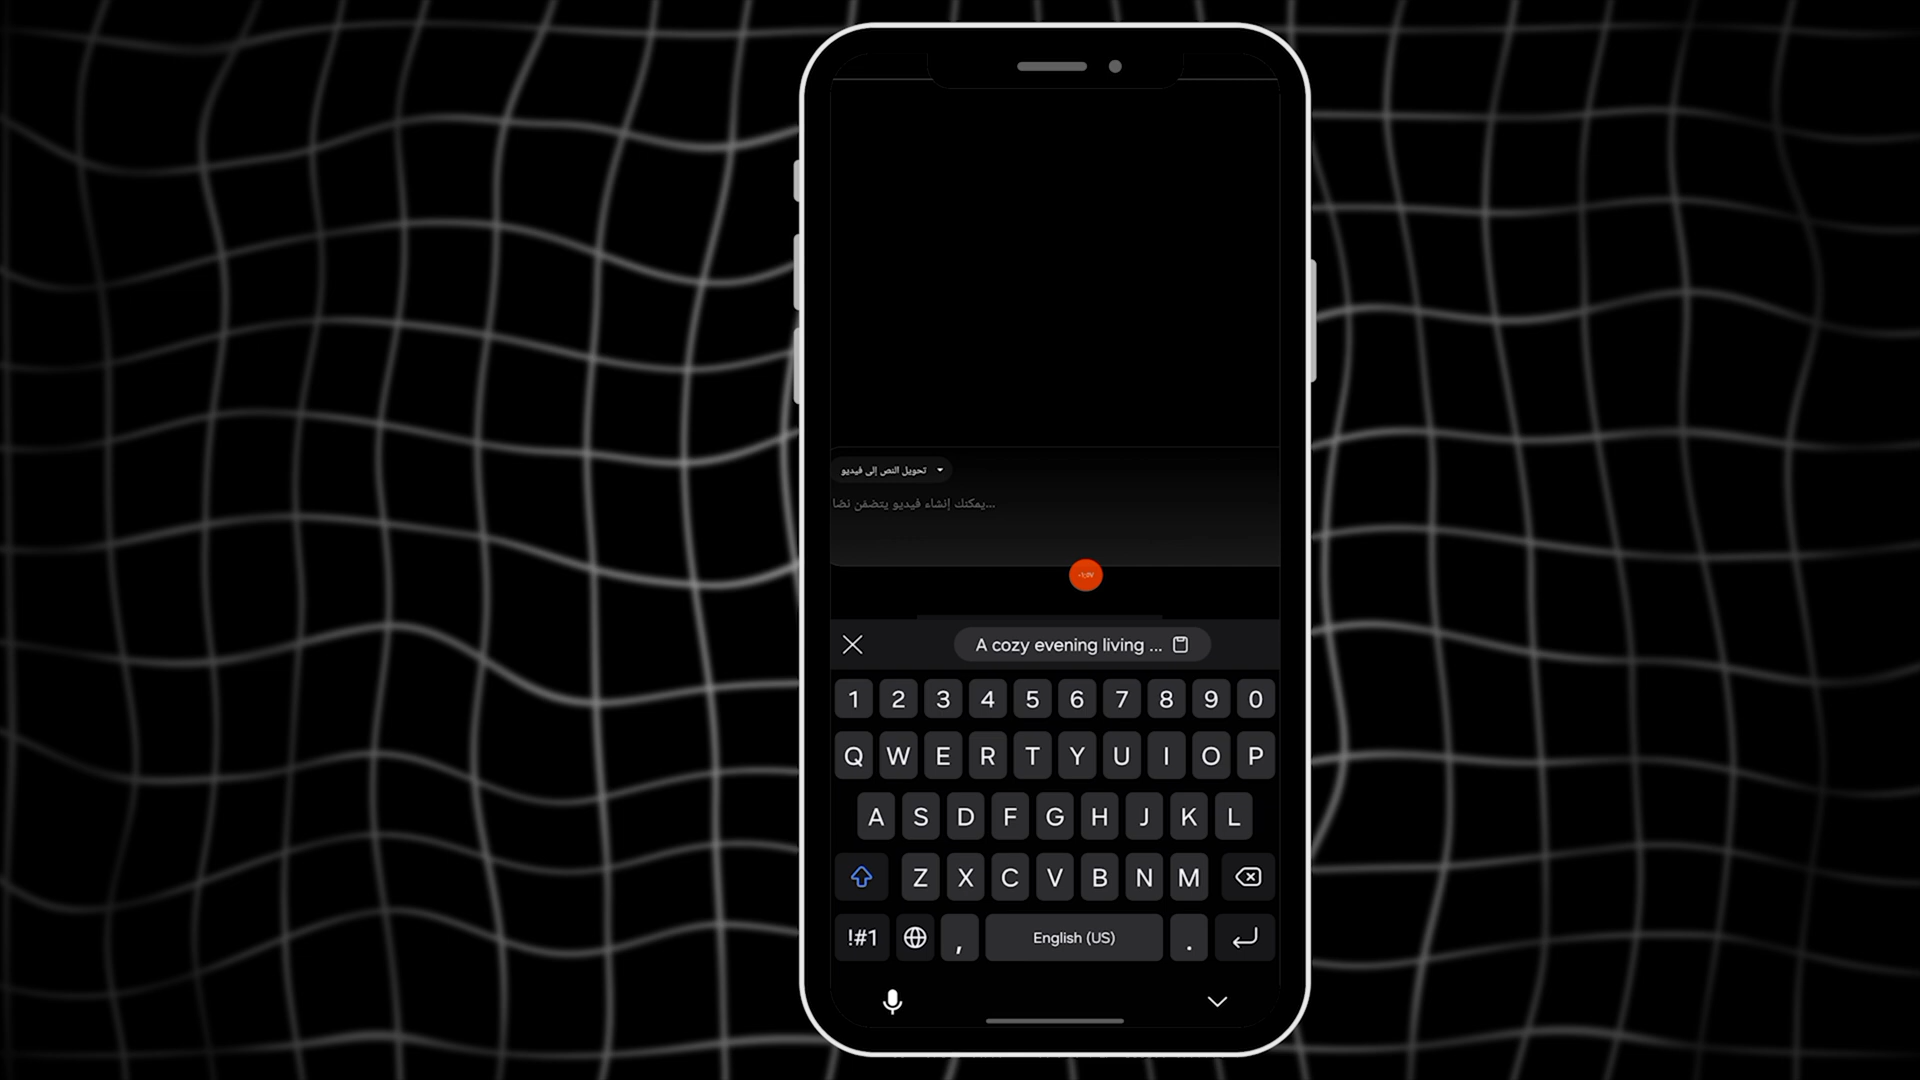 تحويل النص إلى فيديو
يمكنك إنشاء فيديو يتضمّن نصًا...
A cozy evening living ...
1 2 3 4 5 6 7 8 9 0
Q W E R T Y U I O P
A S D F G H J K L
Z X C V B N M
!#1 , English (US) .